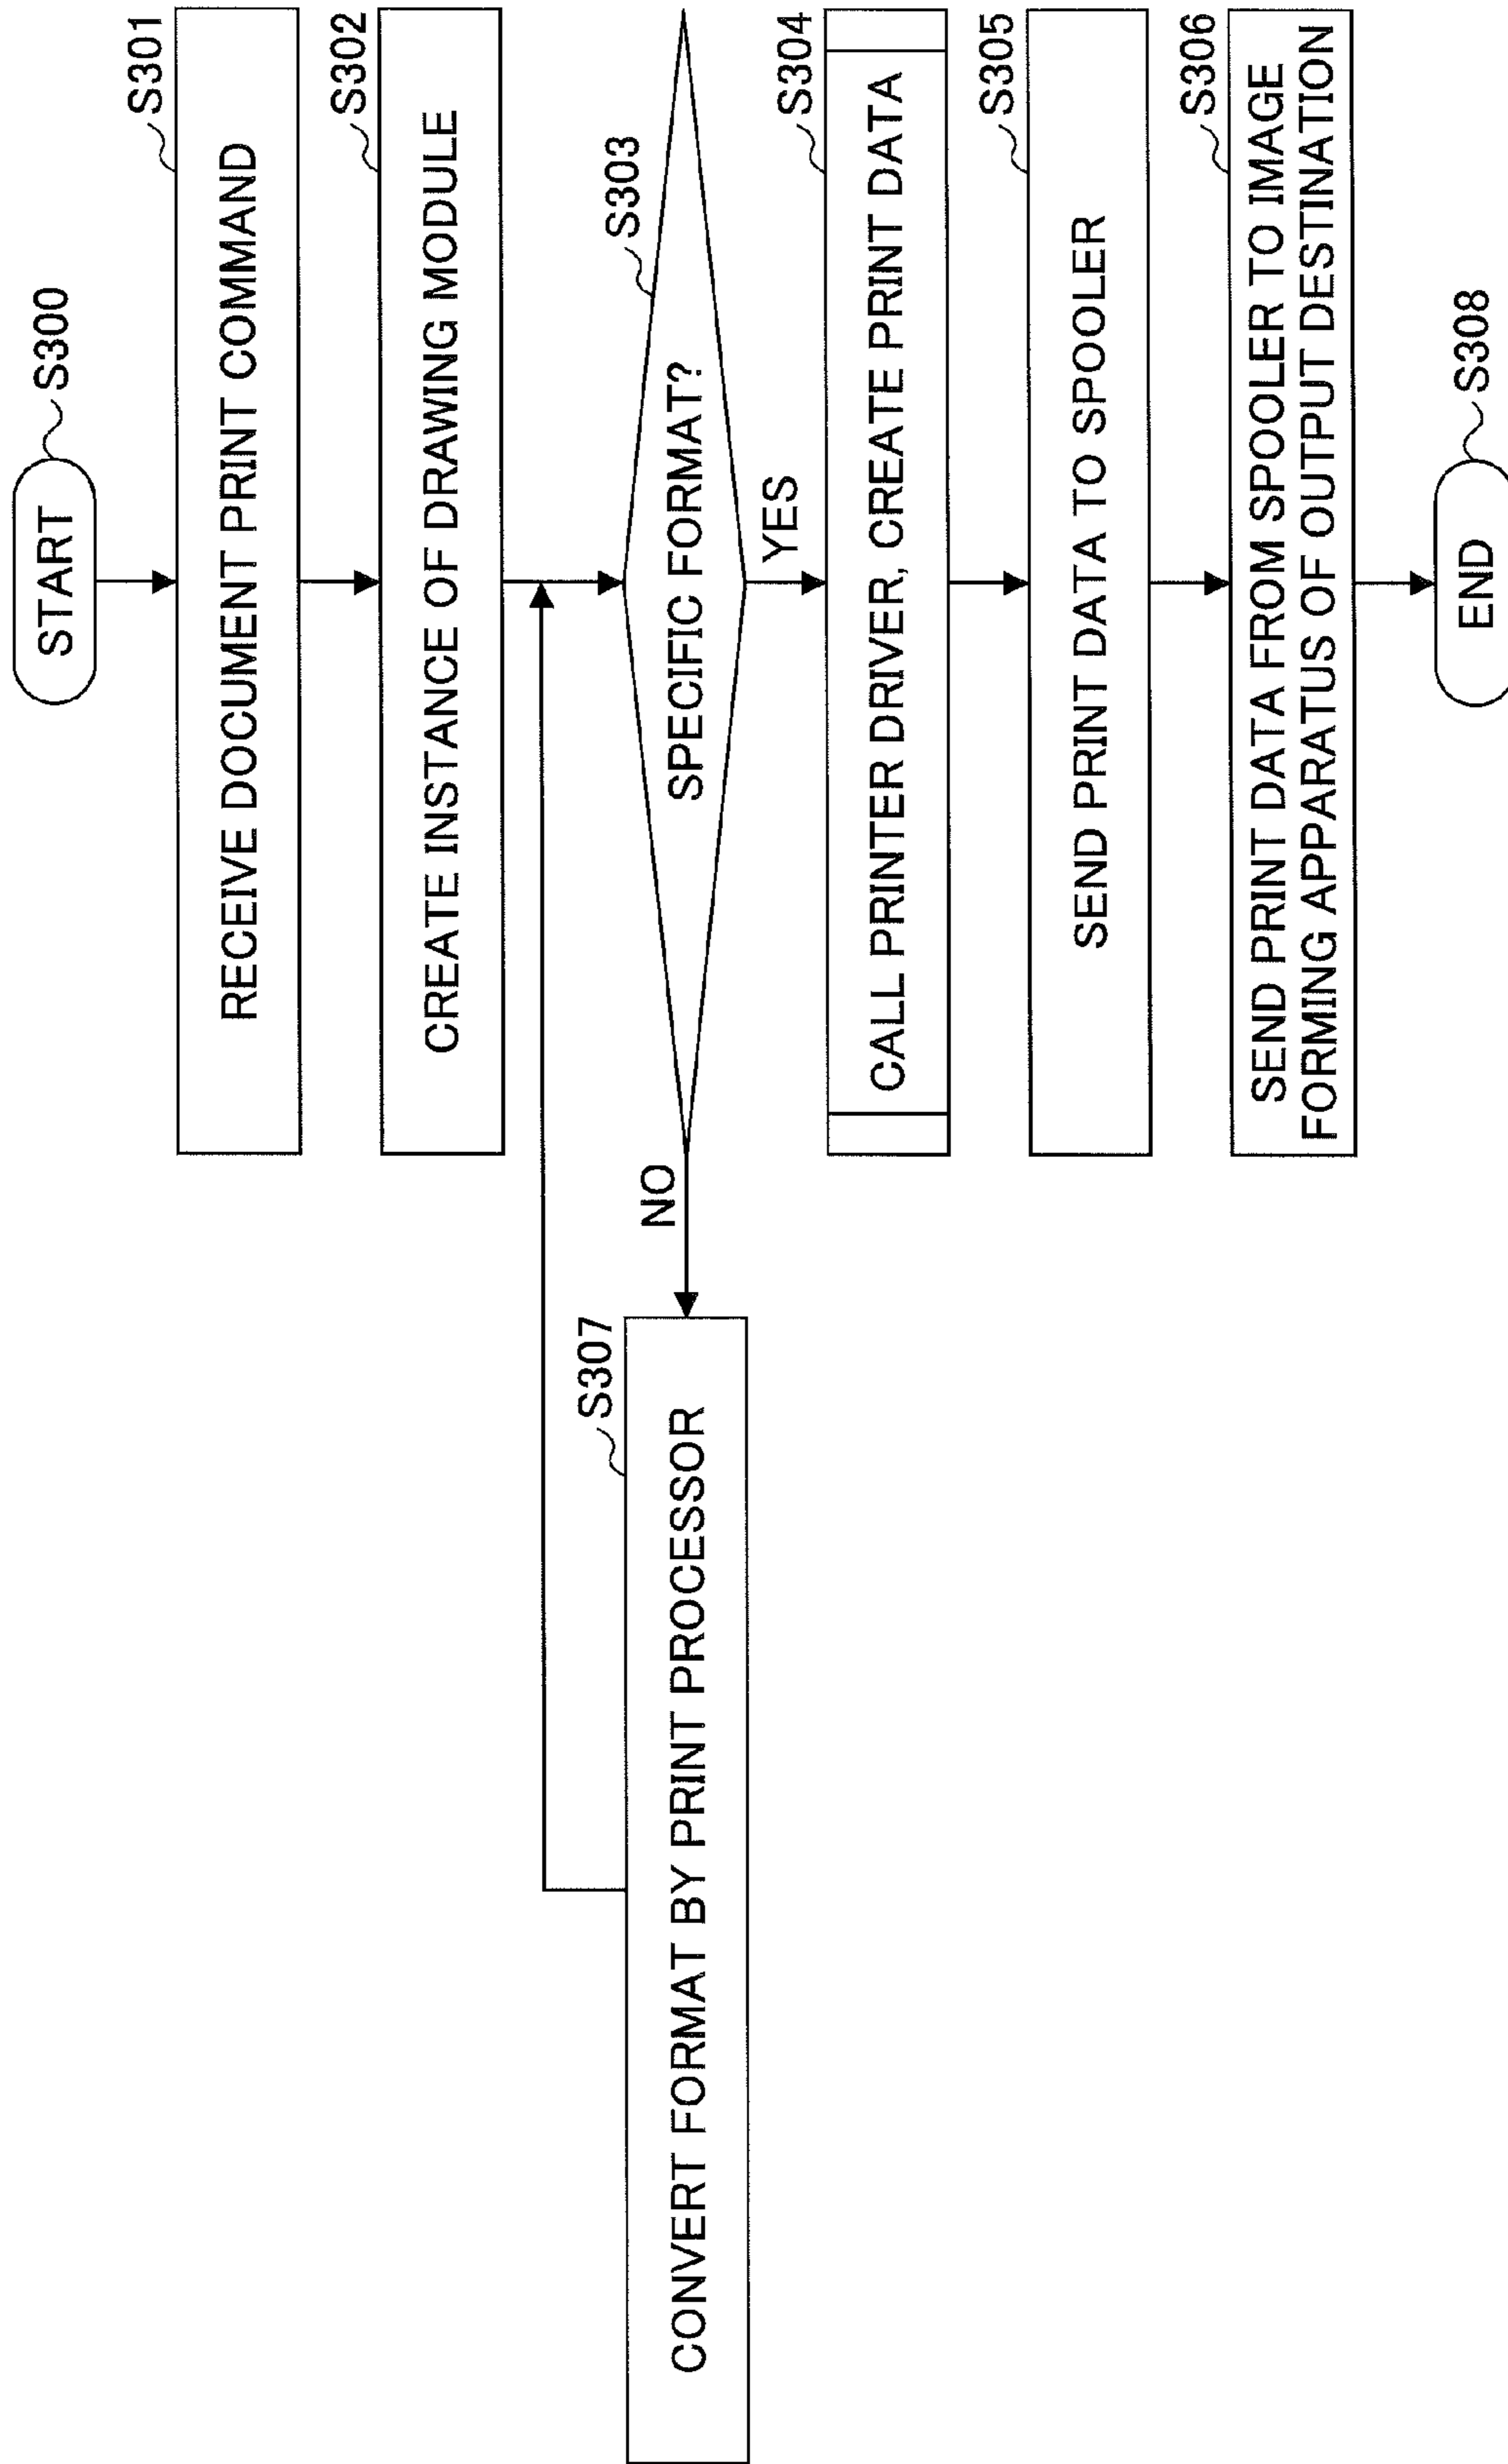 START
S300
S301
RECEIVE DOCUMENT PRINT COMMAND
S302
CREATE INSTANCE OF DRAWING MODULE
S303
SPECIFIC FORMAT?
NO
YES
S307
CONVERT FORMAT BY PRINT PROCESSOR
S304
CALL PRINTER DRIVER, CREATE PRINT DATA
S305
SEND PRINT DATA TO SPOOLER
S306
SEND PRINT DATA FROM SPOOLER TO IMAGE
FORMING APPARATUS OF OUTPUT DESTINATION
END
S308